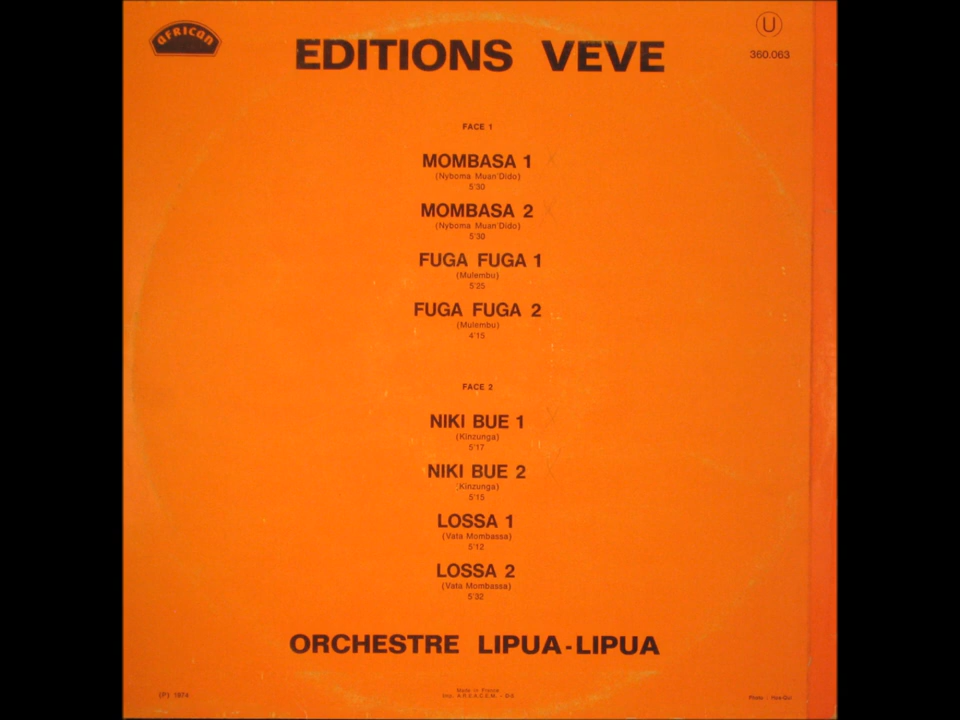 AFRICAN
U
360.063
EDITIONS VEVE
FACE 1
MOMBASA 1
(Nyboma Muan'Dido)
5'30
MOMBASA 2
(Nyboma Muan'Dido)
5'30
FUGA FUGA 1
(Mulembu)
5'25
FUGA FUGA 2
(Mulembu)
4'15
FACE 2
NIKI BUE 1
(Kinzunga)
5'17
NIKI BUE 2
(Kinzunga)
5'15
LOSSA 1
(Vata Mombassa)
5'12
LOSSA 2
(Vata Mombassa)
5'32
ORCHESTRE LIPUA-LIPUA
(P) 1974
Made in France
Photo :